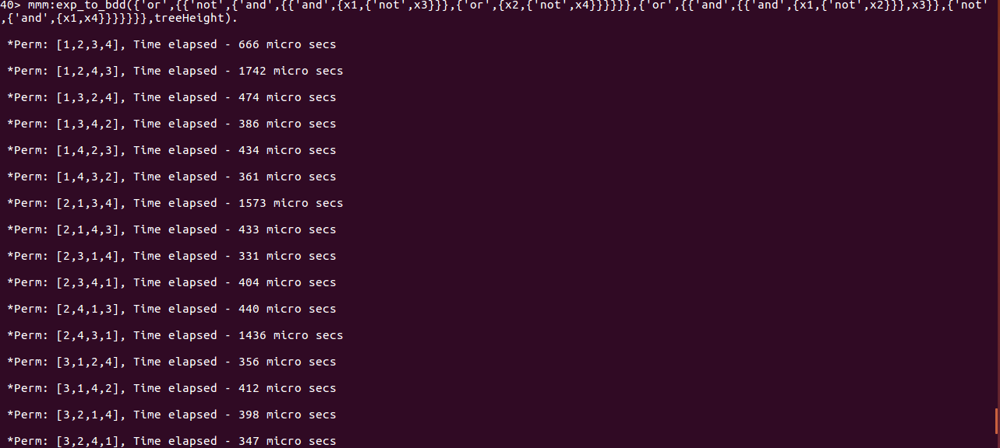 40> mmm:exp_to_bdd({'or',{{'not',{'and',{{'and',{x1,{'not',x3}}},{'or',{x2,{'not',x4}}}}}},{'or',{{'and',{{'and',{x1,{'not',x2}}},x3}},{'not'
,{'and',{x1,x4}}}}}}},treeHeight).
*Perm: [1,2,3,4], Time elapsed - 666 micro secs
*Perm: [1,2,4,3], Time elapsed - 1742 micro secs
*Perm: [1,3,2,4], Time elapsed - 474 micro secs
*Perm: [1,3,4,2], Time elapsed - 386 micro secs
*Perm: [1,4,2,3], Time elapsed - 434 micro secs
*Perm: [1,4,3,2], Time elapsed - 361 micro secs
*Perm: [2,1,3,4], Time elapsed - 1573 micro secs
*Perm: [2,1,4,3], Time elapsed - 433 micro secs
*Perm: [2,3,1,4], Time elapsed - 331 micro secs
*Perm: [2,3,4,1], Time elapsed - 404 micro secs
*Perm: [2,4,1,3], Time elapsed - 440 micro secs
*Perm: [2,4,3,1], Time elapsed - 1436 micro secs
*Perm: [3,1,2,4], Time elapsed - 356 micro secs
*Perm: [3,1,4,2], Time elapsed - 412 micro secs
*Perm: [3,2,1,4], Time elapsed - 398 micro secs
*Perm: [3,2,4,1], Time elapsed - 347 micro secs